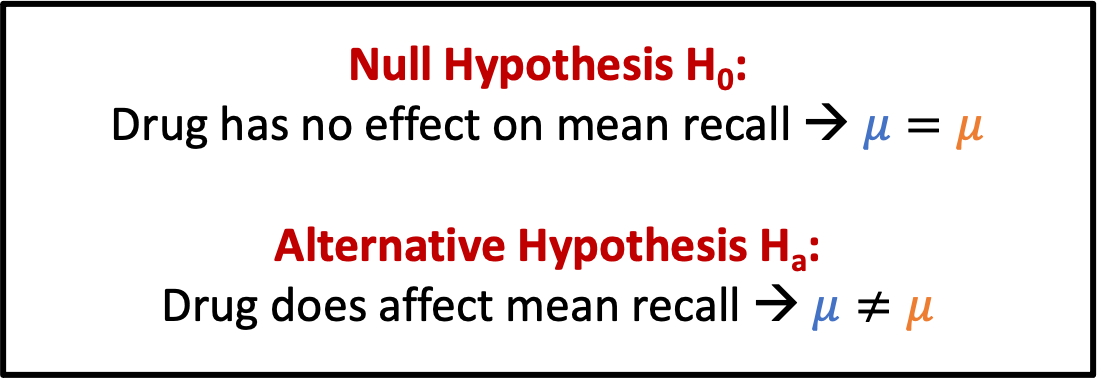 Null Hypothesis H₀:
Drug has no effect on mean recall → μ = μ
Alternative Hypothesis Hₐ:
Drug does affect mean recall → μ ≠ μ